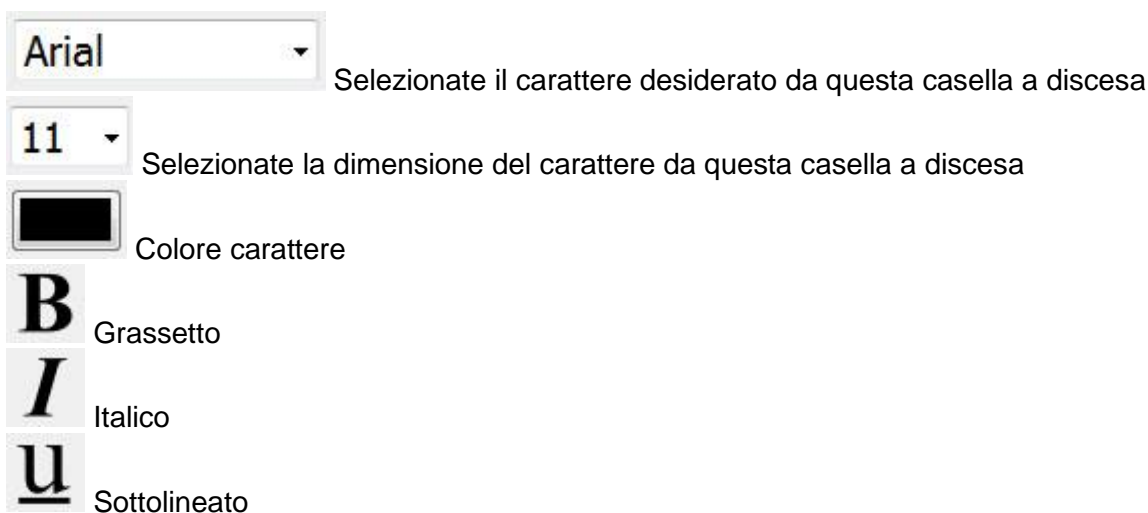 Arial Selezionate il carattere desiderato da questa casella a discesa
11 Selezionate la dimensione del carattere da questa casella a discesa
Colore carattere
B Grassetto
I Italico
u Sottolineato